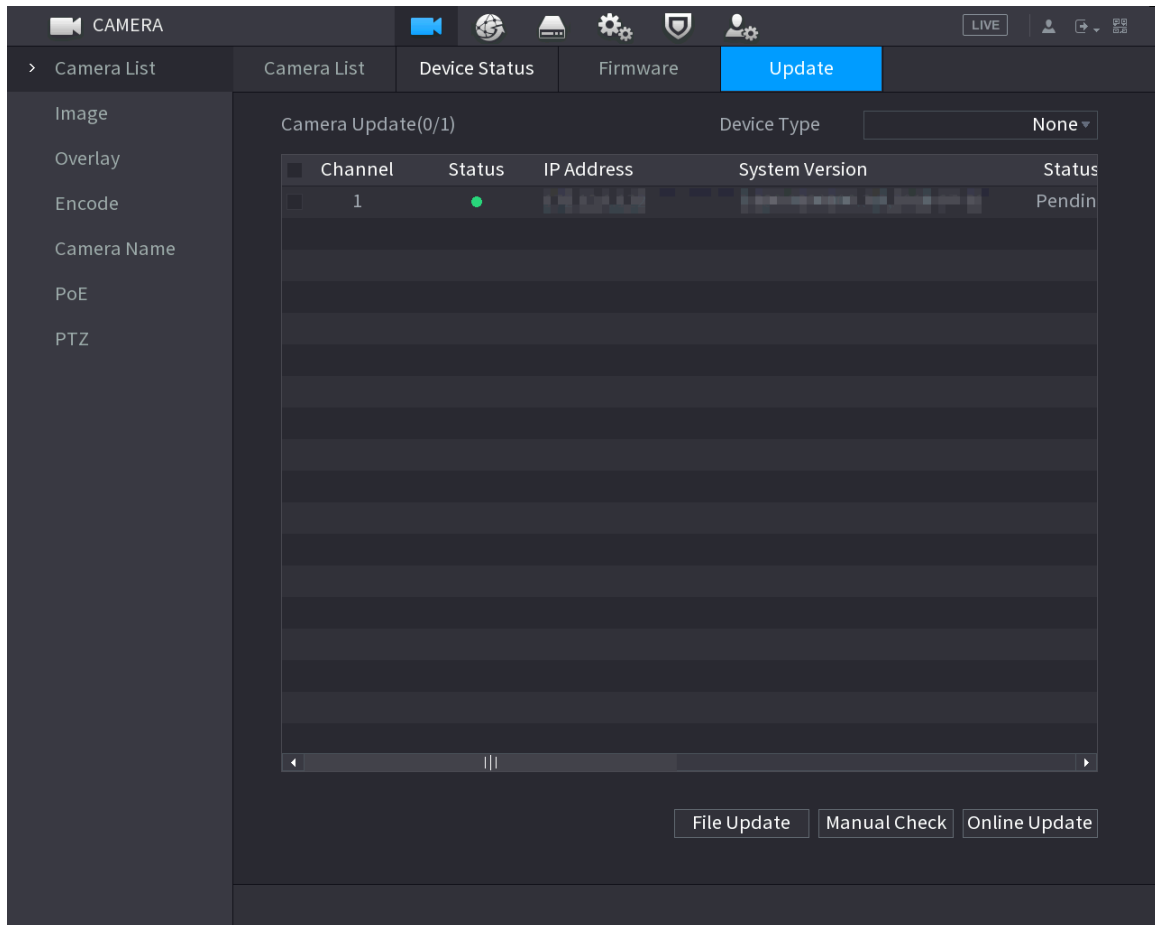 CAMERA
LIVE
Camera List
Image
Overlay
Encode
Camera Name
PoE
PTZ
Camera List Device Status Firmware Update
Camera Update(0/1) Device Type None
Channel Status IP Address System Version Status
1 Pendin
File Update Manual Check Online Update